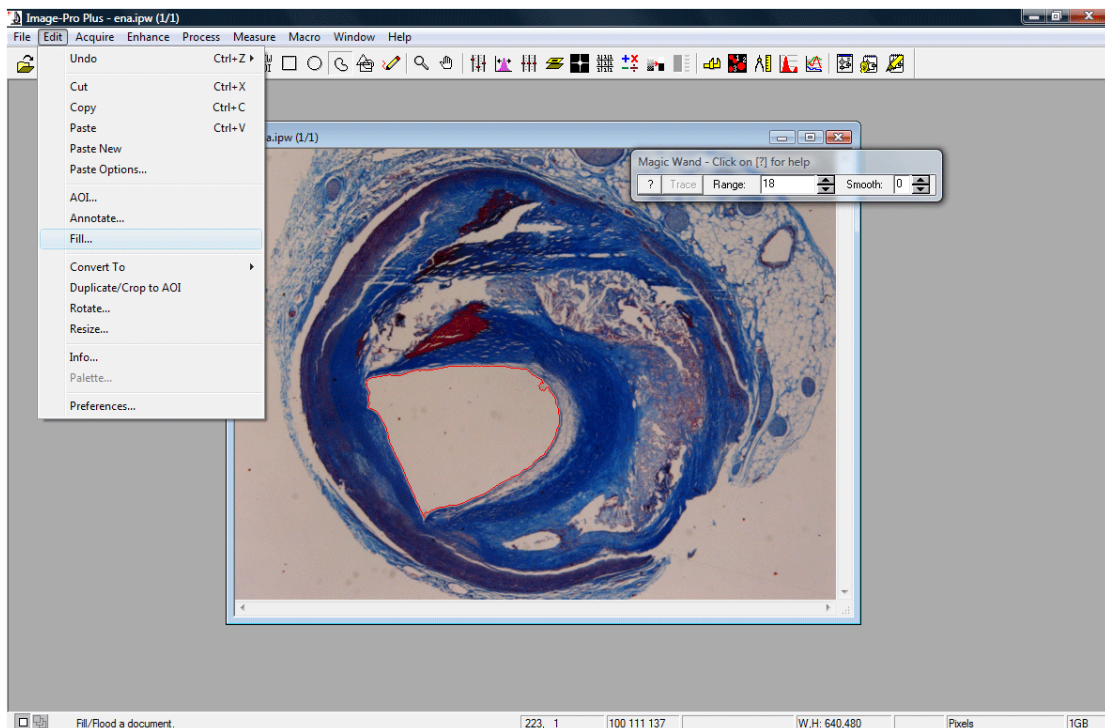 Image-Pro Plus - ena.ipw (1/1)
File Edit Acquire Enhance Process Measure Macro Window Help
Undo Ctrl+Z
Cut Ctrl+X
Copy Ctrl+C
Paste Ctrl+V
Paste New
Paste Options...
AOI...
Annotate...
Fill...
Convert To
Duplicate/Crop to AOI
Rotate...
Resize...
Info...
Palette...
Preferences...
a.ipw (1/1)
Magic Wand - Click on [?] for help
? Trace Range: 18 Smooth: 0
Fill/Flood a document. 223, 1 100 111 137 W.H: 640,480 Pixels 1GB